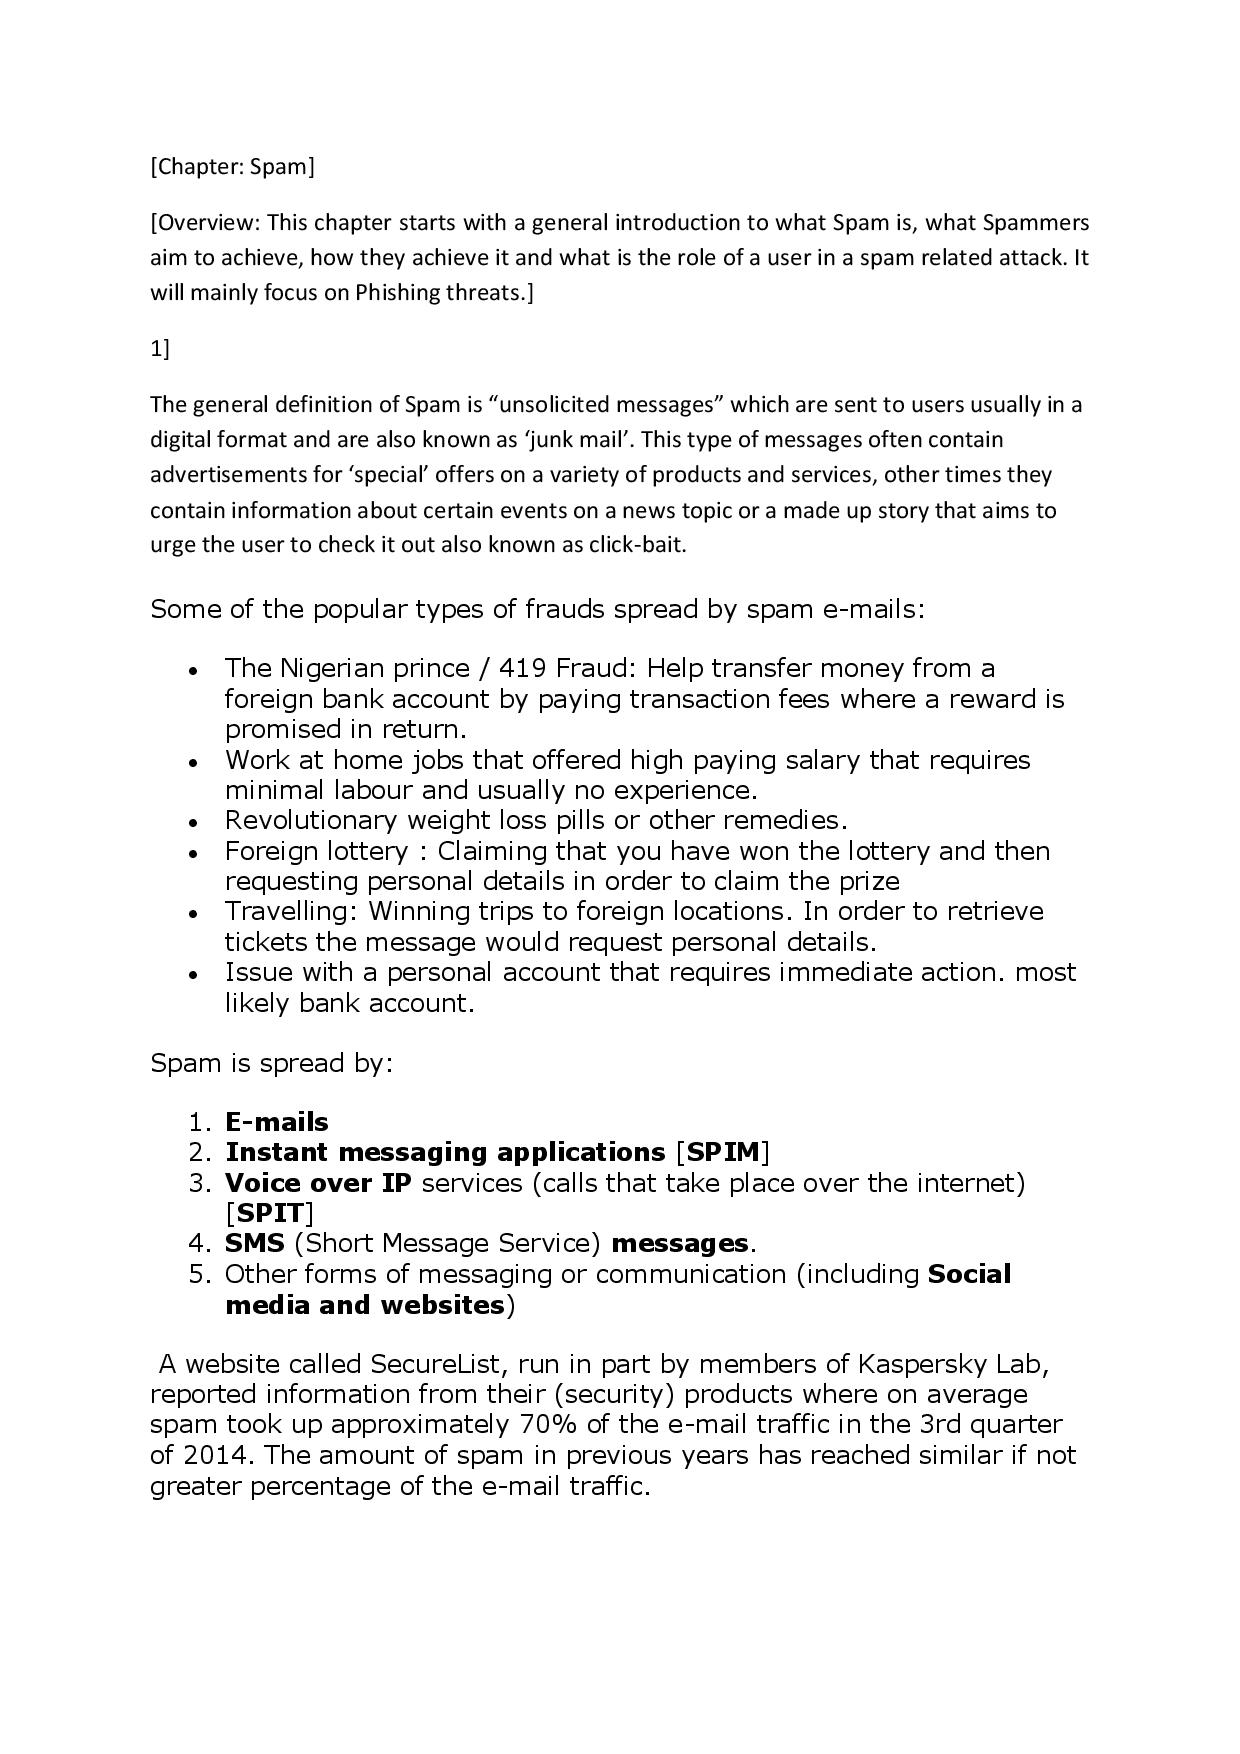 [Chapter: Spam]
[Overview: This chapter starts with a general introduction to what Spam is, what Spammers
aim to achieve, how they achieve it and what is the role of a user in a spam related attack. It
will mainly focus on Phishing threats.]
1]
The general definition of Spam is “unsolicited messages” which are sent to users usually in a
digital format and are also known as ‘junk mail’. This type of messages often contain
advertisements for ‘special’ offers on a variety of products and services, other times they
contain information about certain events on a news topic or a made up story that aims to
urge the user to check it out also known as click-bait.
Some of the popular types of frauds spread by spam e-mails:
• The Nigerian prince / 419 Fraud: Help transfer money from a
foreign bank account by paying transaction fees where a reward is
promised in return.
• Work at home jobs that offered high paying salary that requires
minimal labour and usually no experience.
• Revolutionary weight loss pills or other remedies.
• Foreign lottery : Claiming that you have won the lottery and then
requesting personal details in order to claim the prize
• Travelling: Winning trips to foreign locations. In order to retrieve
tickets the message would request personal details.
• Issue with a personal account that requires immediate action. most
likely bank account.
Spam is spread by:
1. E-mails
2. Instant messaging applications [SPIM]
3. Voice over IP services (calls that take place over the internet)
[SPIT]
4. SMS (Short Message Service) messages.
5. Other forms of messaging or communication (including Social
media and websites)
A website called SecureList, run in part by members of Kaspersky Lab,
reported information from their (security) products where on average
spam took up approximately 70% of the e-mail traffic in the 3rd quarter
of 2014. The amount of spam in previous years has reached similar if not
greater percentage of the e-mail traffic.